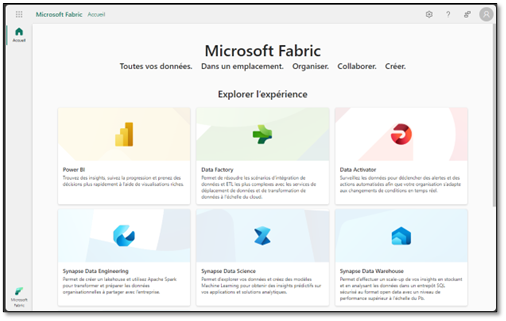 Microsoft Fabric Accueil
Accueil
Microsoft Fabric
Toutes vos données. Dans un emplacement. Organiser. Collaborer. Créer.
Explorer l'expérience
Power BI
Trouvez des insights, suivez la progression et prenez des
décisions plus rapidement à l'aide de visualisations riches.
Data Factory
Permet de résoudre les scénarios d'intégration de
données et ETL les plus complexes avec les services de
déplacement de données et de transformation de
données à l'échelle du cloud.
Data Activator
Surveillez les données pour déclencher des alertes et des
actions automatisées afin que votre organisation s'adapte
aux changements de conditions en temps réel.
Synapse Data Engineering
Permet de créer un lakehouse et utilisez Apache Spark
pour transformer et préparer les données
organisationnelles à partager avec l'entreprise.
Synapse Data Science
Permet d'explorer vos données et créez des modèles
Machine Learning pour obtenir des insights prédictifs sur
vos applications et solutions analytiques.
Synapse Data Warehouse
Permet d'effectuer un scale-up de vos insights en stockant
et en analysant les données dans un entrepôt SQL
sécurisé au format open data avec un niveau de
performance supérieur à l'échelle du Po.
Microsoft
Fabric